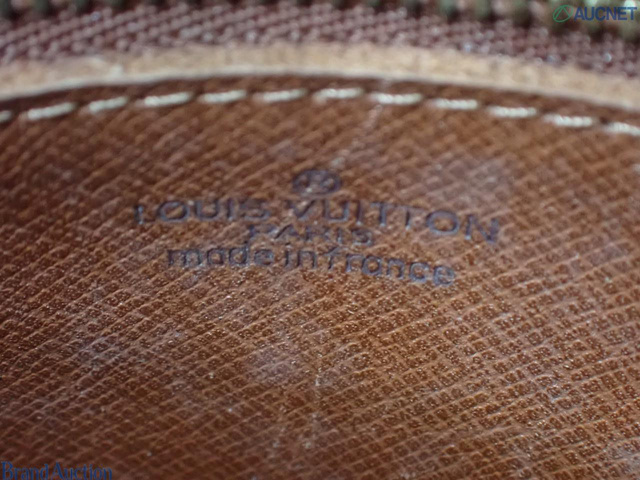 AUCNET
®
LOUIS VUITTON
PARIS
made in france
Brand Auction